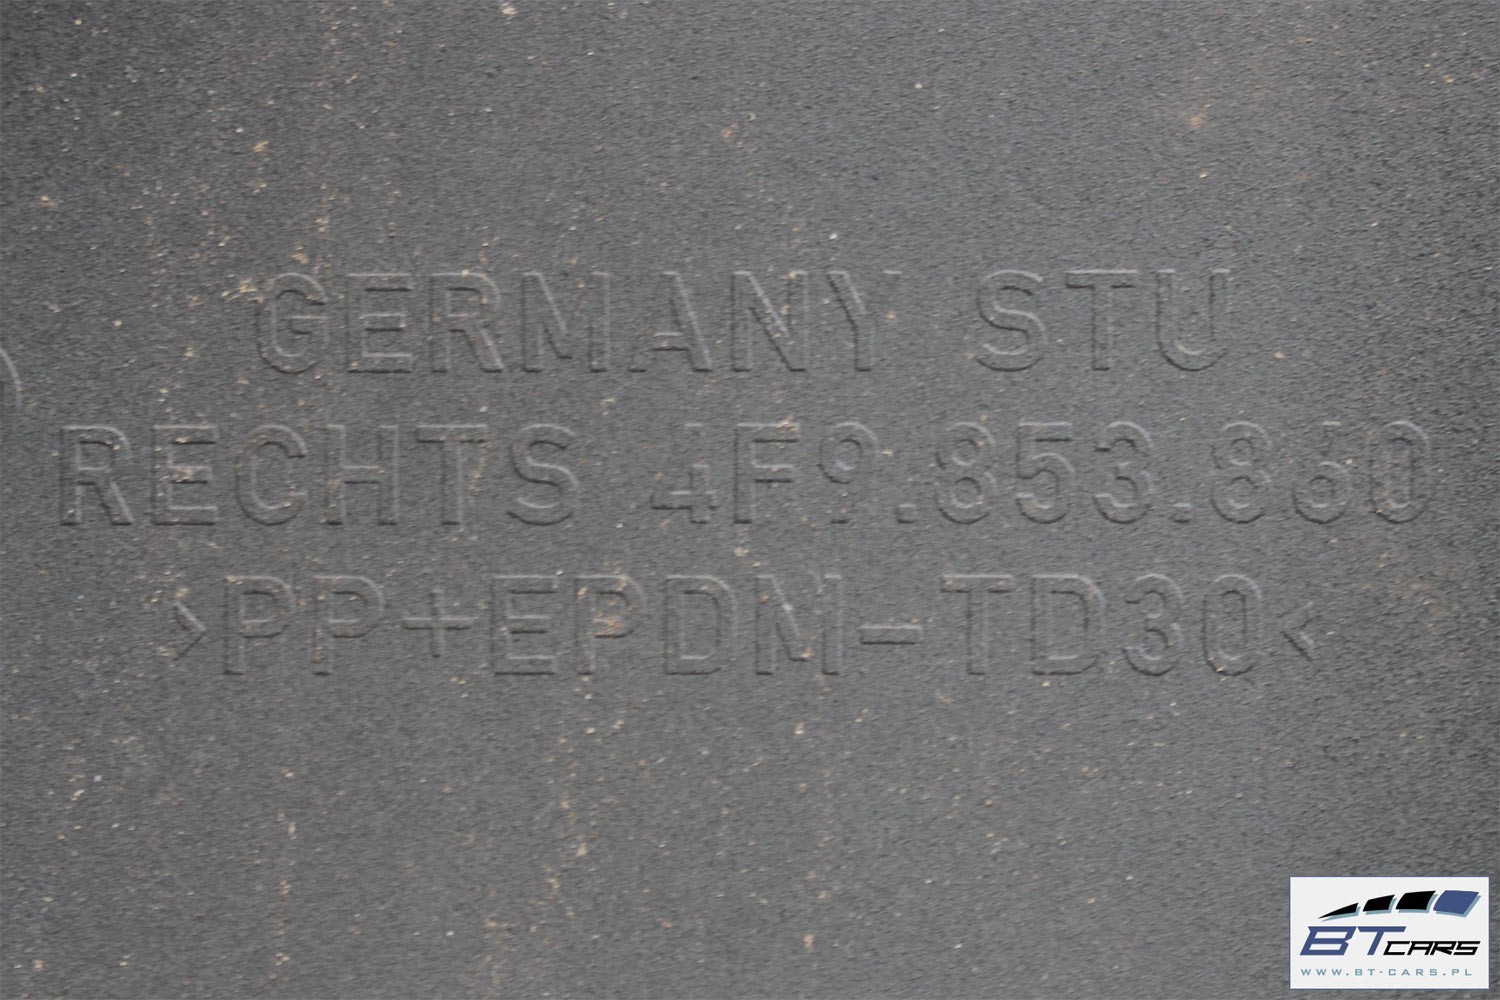 GERMANY STU
RECHTS 4F9.853.860
>PP+EPDM-TD30<
BTCARS
WWW.BT-CARS.PL